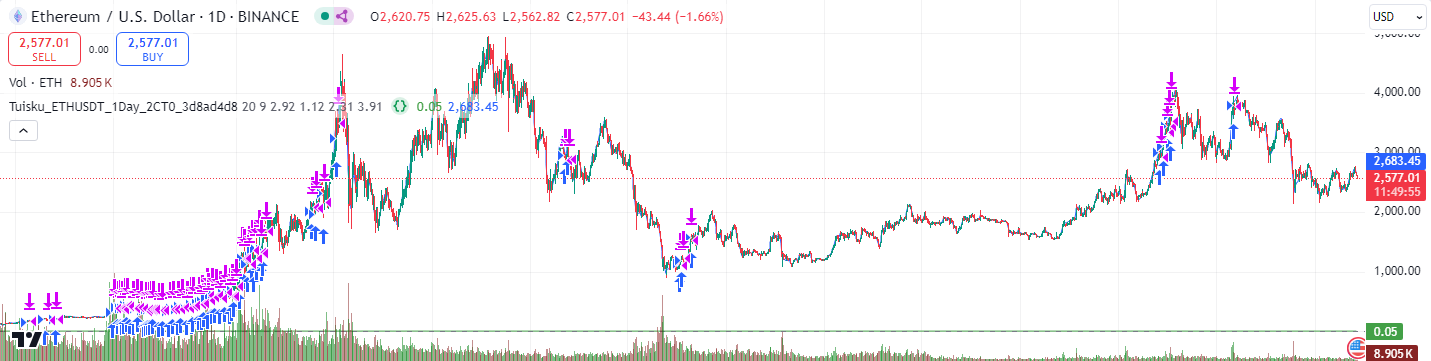 Ethereum / U.S. Dollar · 1D · BINANCE O2,620.75 H2,625.63 L2,562.82 C2,577.01 −43.44 (−1.66%)
USD
2,577.01 SELL 0.00 2,577.01 BUY
5,000.00
Vol · ETH 8.905 K
Tuisku_ETHUSDT_1Day_2CT0_3d8ad4d8 20 9 2.92 1.12 2.31 3.91 {} 0.05 2,683.45
4,000.00
3,000.00
2,683.45
2,577.01
11:49:55
2,000.00
1,000.00
0.05
8.905 K